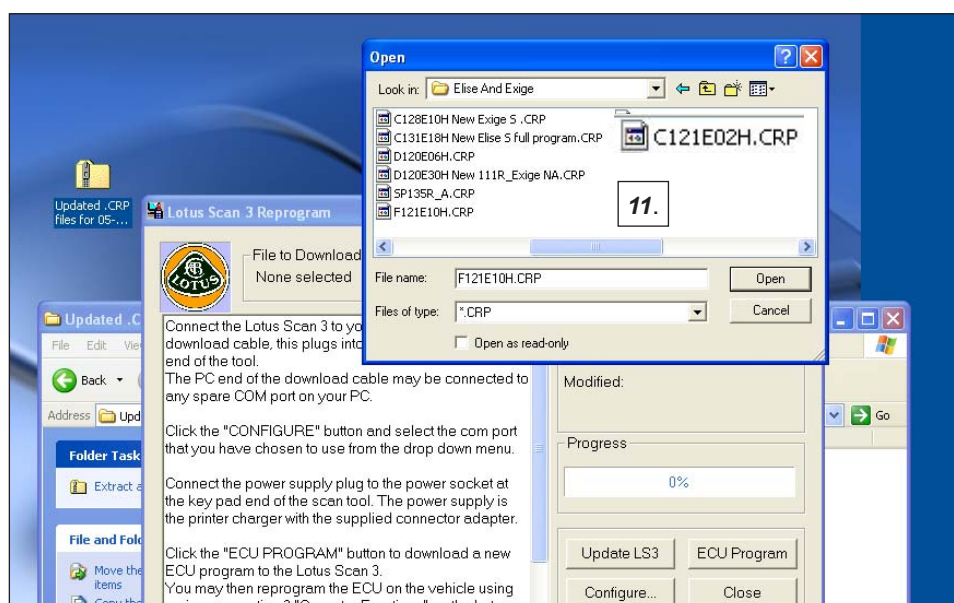 Open
Look in: Elise And Exige
C128E10H New Exige S .CRP
C131E18H New Elise S full program.CRP
D120E06H.CRP
D120E30H New 111R_Exige NA.CRP
SP135R_A.CRP
F121E10H.CRP
C121E02H.CRP
11.
File name: F121E10H.CRP
Open
Files of type: *.CRP
Cancel
Open as read-only
Updated .CRP
files for 05-...
Lotus Scan 3 Reprogram
LOTUS
File to Download
None selected
Connect the Lotus Scan 3 to yo
download cable, this plugs into
end of the tool.
The PC end of the download cable may be connected to
any spare COM port on your PC.
Click the "CONFIGURE" button and select the com port
that you have chosen to use from the drop down menu.
Connect the power supply plug to the power socket at
the key pad end of the scan tool. The power supply is
the printer charger with the supplied connector adapter.
Click the "ECU PROGRAM" button to download a new
ECU program to the Lotus Scan 3.
You may then reprogram the ECU on the vehicle using
Modified:
Progress
0%
Update LS3
ECU Program
Configure...
Close
Updated .C
File Edit Vie
Back
Address Upd
Go
Folder Task
Extract a
File and Fold
Move the
items
Copy the